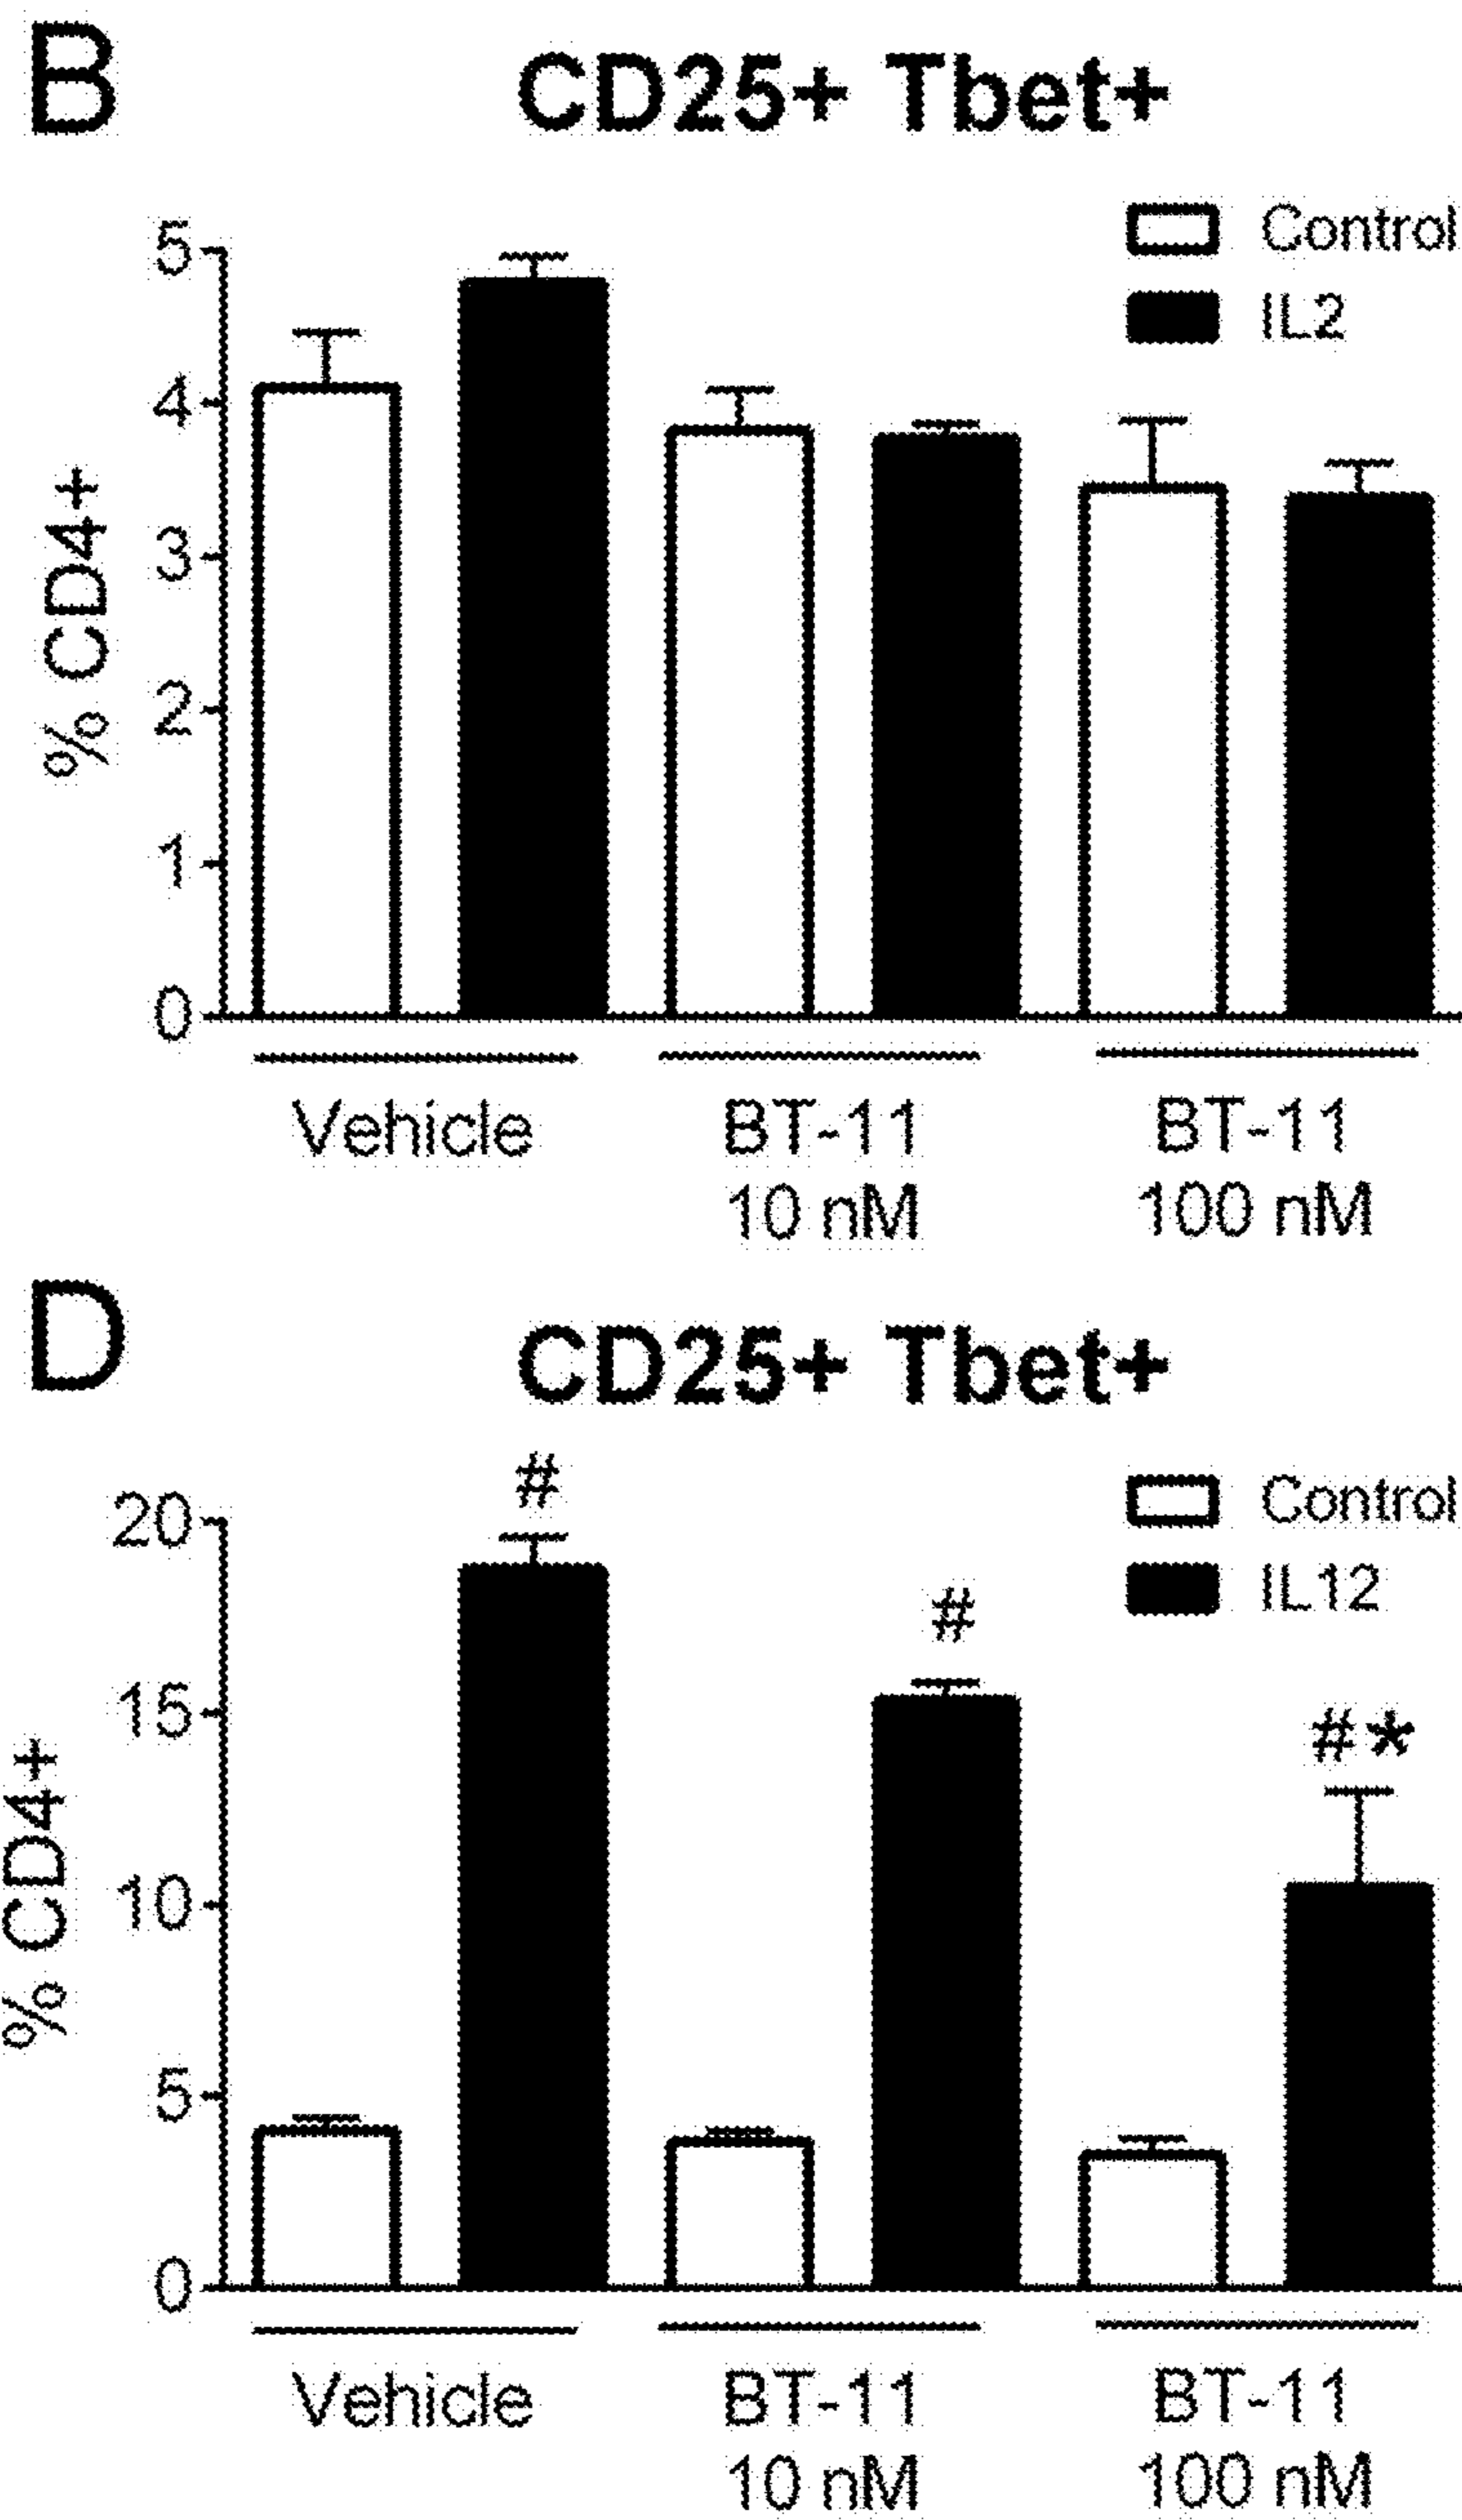 B
CD25+ Tbet+
Control
IL2
% CD4+
5
4
3
2
1
0
Vehicle
BT-11
10 nM
BT-11
100 nM
D
CD25+ Tbet+
#
Control
IL12
#
#*
% CD4+
20
15
10
5
0
Vehicle
BT-11
10 nM
BT-11
100 nM